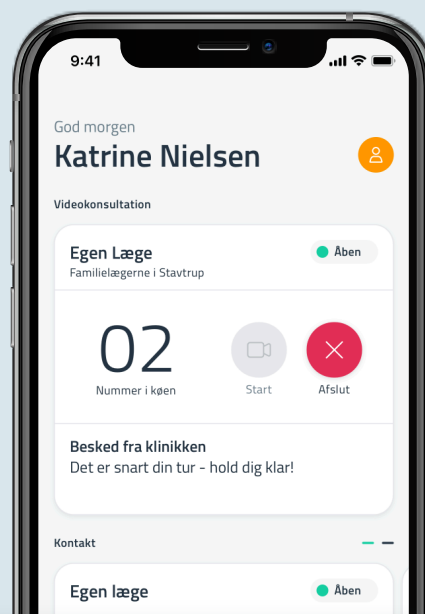 9:41
God morgen
Katrine Nielsen
Videokonsultation
Egen Læge
Åben
Familielægerne i Stavtrup
02
Nummer i køen
Start
Afslut
Besked fra klinikken
Det er snart din tur - hold dig klar!
Kontakt
Egen læge
Åben